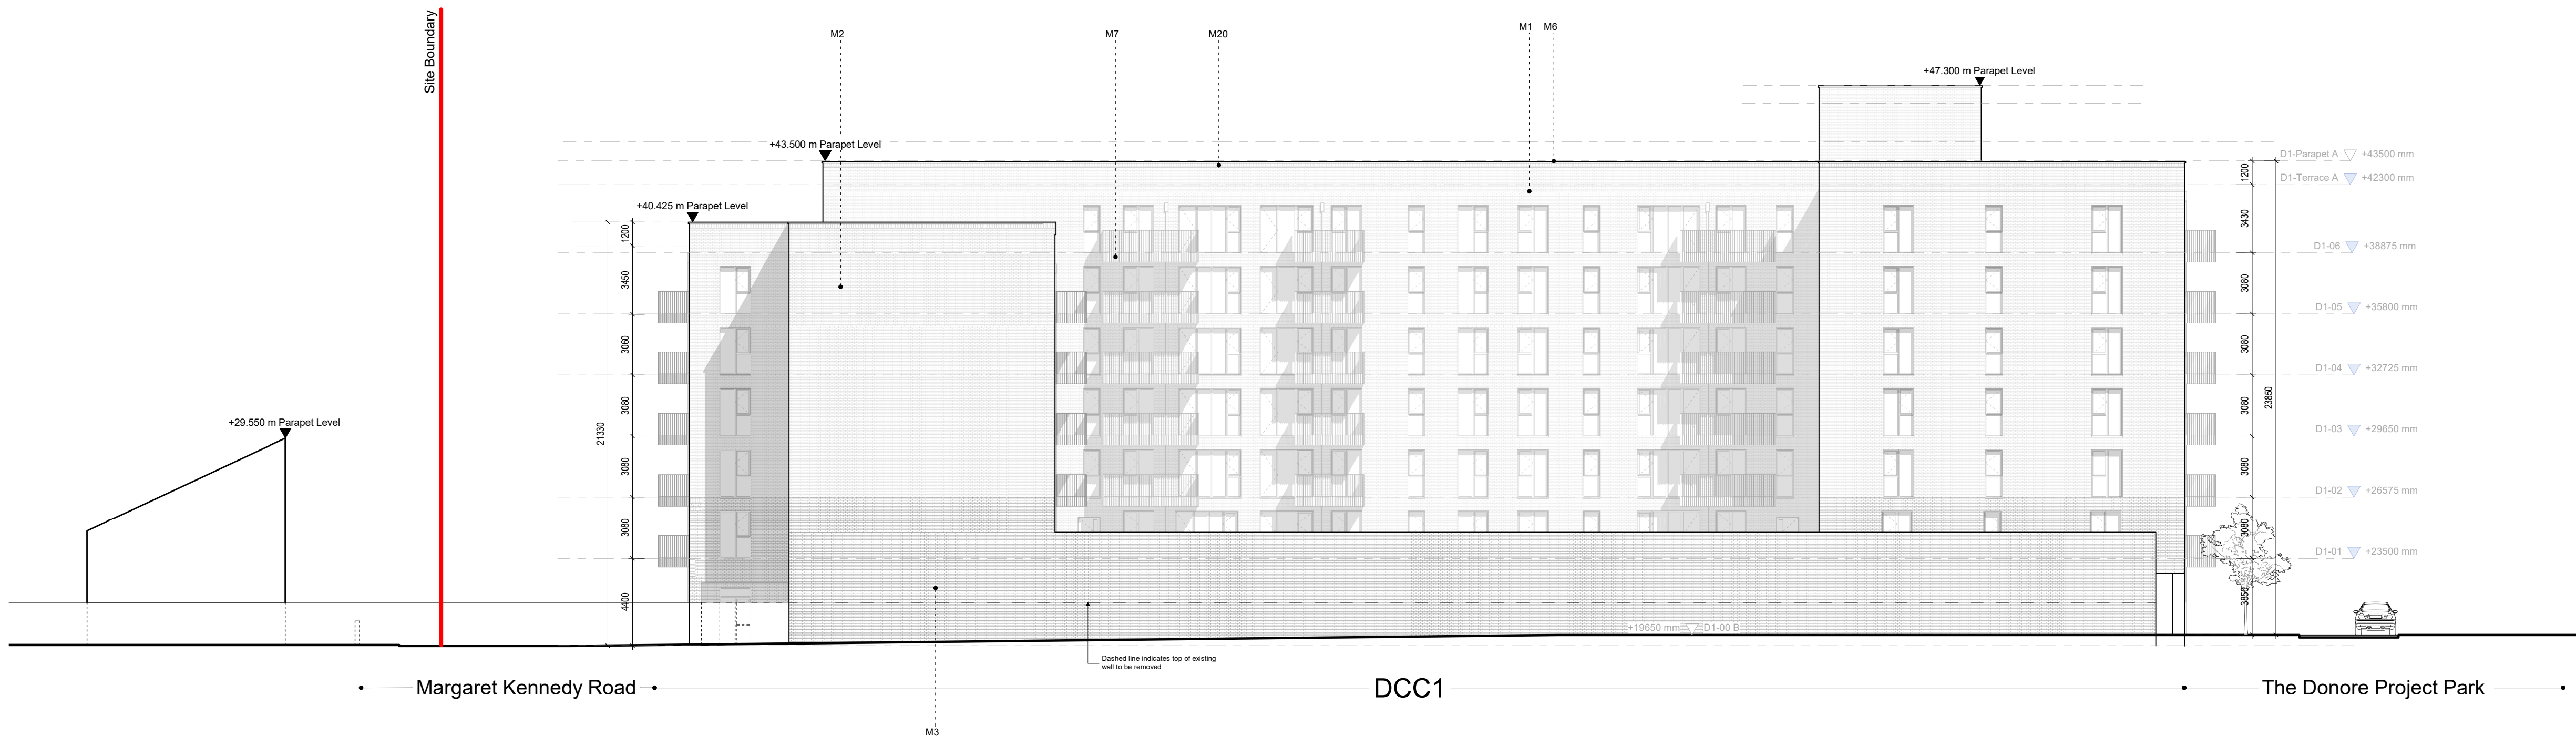 Site Boundary
M2
M7
M20
M1
M6
+47.300 m Parapet Level
+43.500 m Parapet Level
+40.425 m Parapet Level
+29.550 m Parapet Level
D1-Parapet A +43500 mm
D1-Terrace A +42300 mm
D1-06 +38875 mm
D1-05 +35800 mm
D1-04 +32725 mm
D1-03 +29650 mm
D1-02 +26575 mm
D1-01 +23500 mm
1200
3450
3060
3080
3080
3080
4400
21330
1200
3430
3080
3080
3080
3080
3080
3850
23850
+19650 mm D1-00 B
Dashed line indicates top of existing
wall to be removed
Margaret Kennedy Road
DCC1
The Donore Project Park
M3